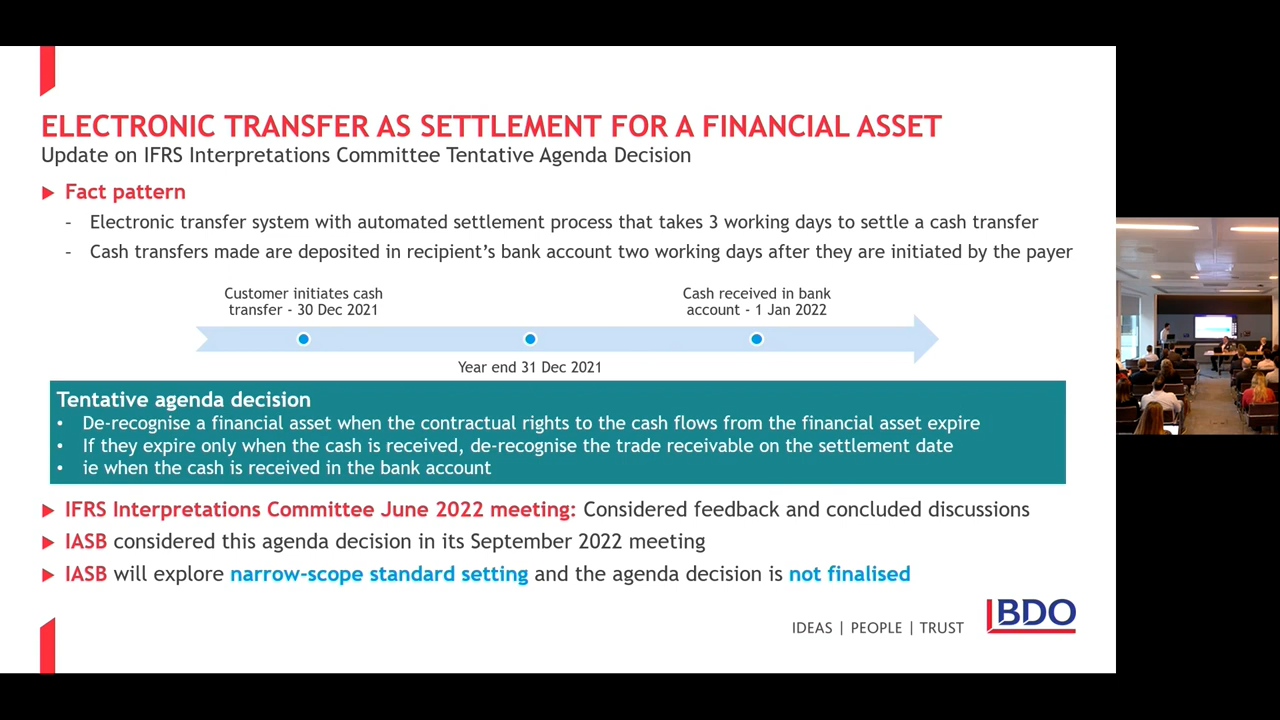 ELECTRONIC TRANSFER AS SETTLEMENT FOR A FINANCIAL ASSET
Update on IFRS Interpretations Committee Tentative Agenda Decision
Fact pattern
- Electronic transfer system with automated settlement process that takes 3 working days to settle a cash transfer
- Cash transfers made are deposited in recipient's bank account two working days after they are initiated by the payer
Customer initiates cash
transfer - 30 Dec 2021
Cash received in bank
account - 1 Jan 2022
Year end 31 Dec 2021
Tentative agenda decision
• De-recognise a financial asset when the contractual rights to the cash flows from the financial asset expire
• If they expire only when the cash is received, de-recognise the trade receivable on the settlement date
• ie when the cash is received in the bank account
IFRS Interpretations Committee June 2022 meeting: Considered feedback and concluded discussions
IASB considered this agenda decision in its September 2022 meeting
IASB will explore narrow-scope standard setting and the agenda decision is not finalised
IDEAS | PEOPLE | TRUST
BDO